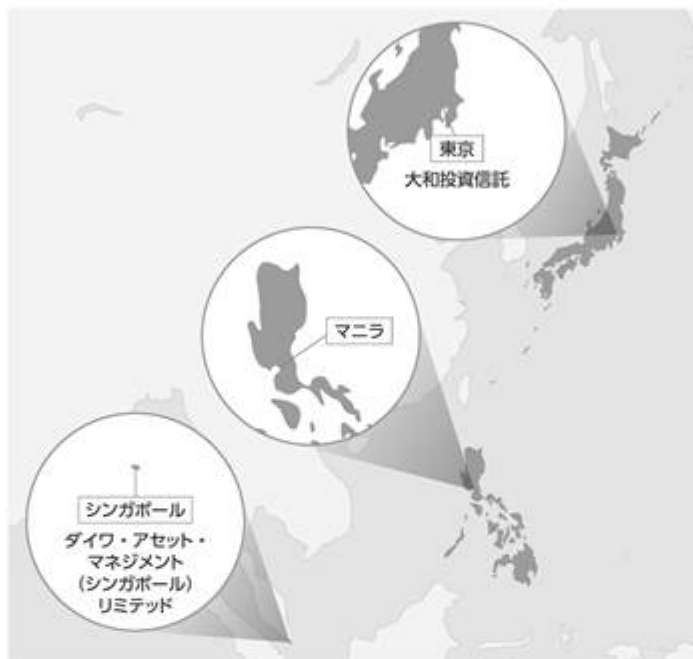 東京
大和投資信託
マニラ
シンガポール
ダイワ・アセット・
マネジメント
(シンガポール)
リミテッド